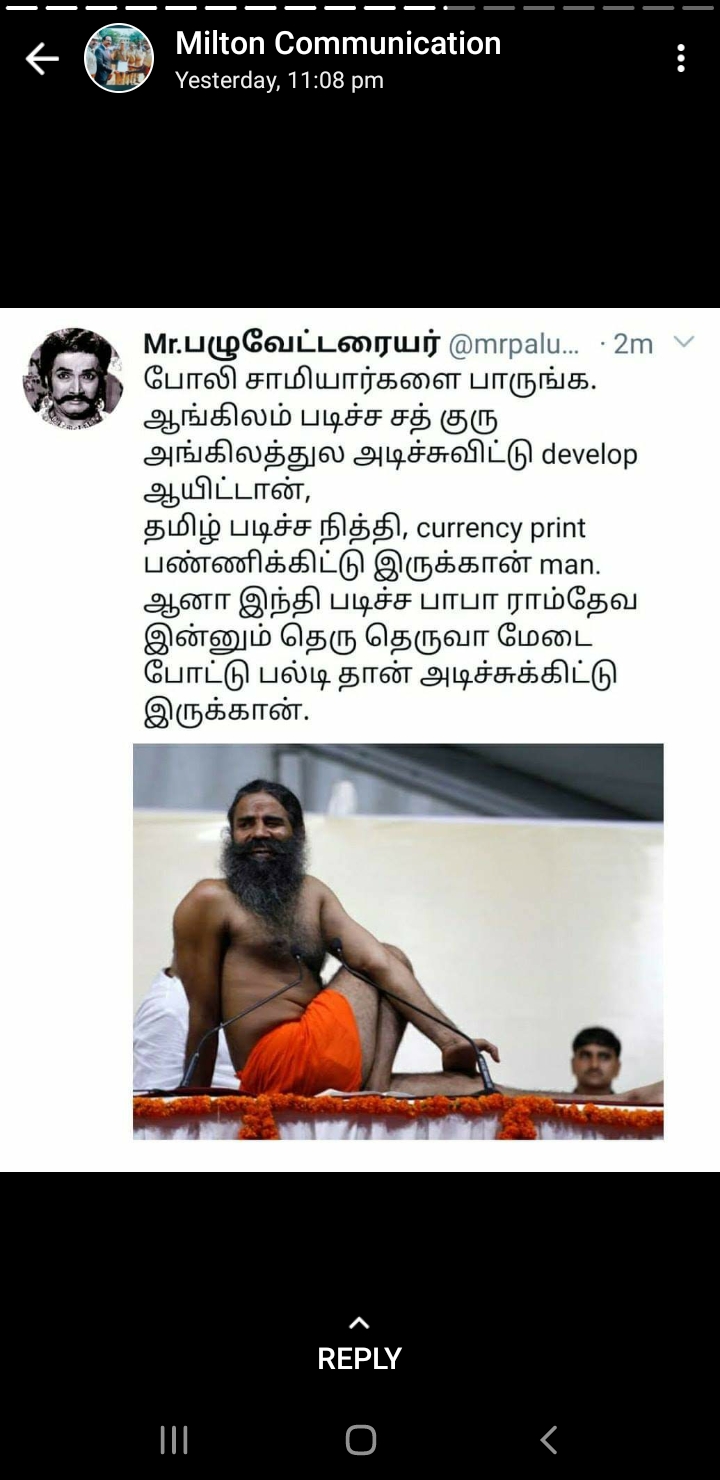 Milton Communication
Yesterday, 11:08 pm
Mr.பழுவேட்டரையர் @mrpalu... · 2m
போலி சாமியார்களை பாருங்க.
ஆங்கிலம் படிச்ச சத் குரு
அங்கிலத்துல அடிச்சுவிட்டு develop
ஆயிட்டான்,
தமிழ் படிச்ச நித்தி, currency print
பண்ணிக்கிட்டு இருக்கான் man.
ஆனா இந்தி படிச்ச பாபா ராம்தேவ
இன்னும் தெரு தெருவா மேடை
போட்டு பல்டி தான் அடிச்சுக்கிட்டு
இருக்கான்.
REPLY